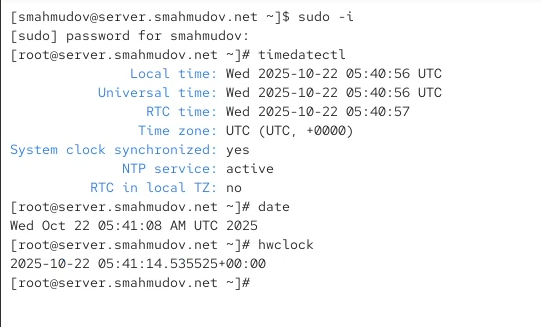 [smahmudov@server.smahmudov.net ~]$ sudo -i
[sudo] password for smahmudov:
[root@server.smahmudov.net ~]# timedatectl
Local time: Wed 2025-10-22 05:40:56 UTC
Universal time: Wed 2025-10-22 05:40:56 UTC
RTC time: Wed 2025-10-22 05:40:57
Time zone: UTC (UTC, +0000)
System clock synchronized: yes
NTP service: active
RTC in local TZ: no
[root@server.smahmudov.net ~]# date
Wed Oct 22 05:41:08 AM UTC 2025
[root@server.smahmudov.net ~]# hwclock
2025-10-22 05:41:14.535525+00:00
[root@server.smahmudov.net ~]#